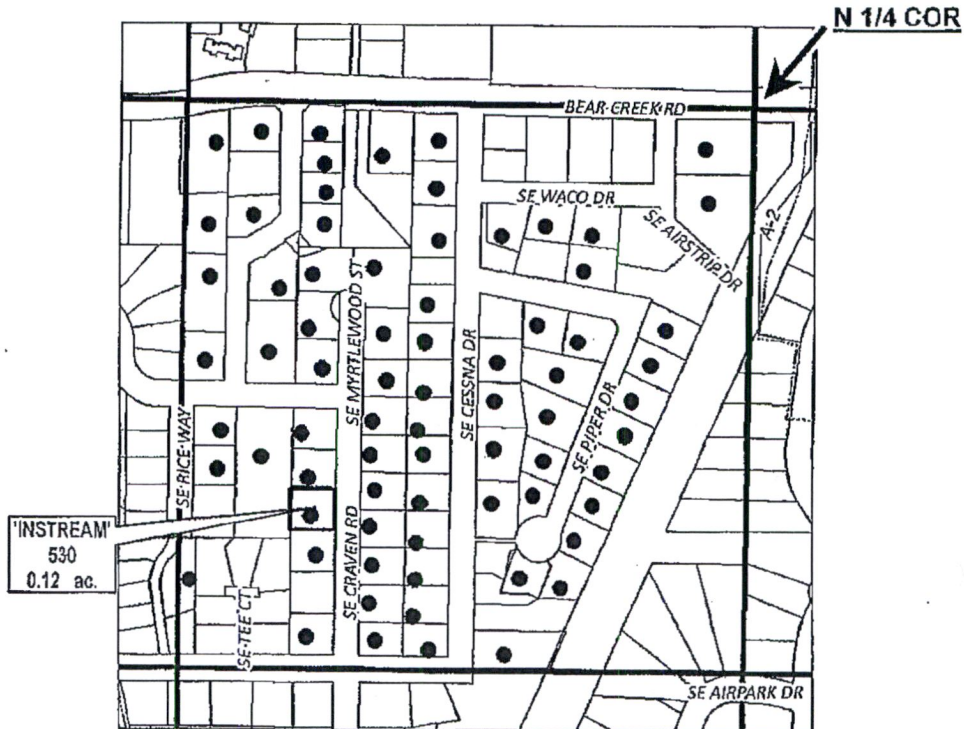 N 1/4 COR
BEAR CREEK RD
SE WACO DR
SE AIRSTRIP DR
A-2
SE MYRTLEWOOD ST
SE CESSNA DR
SE PIPER DR
SE RICE WAY
'INSTREAM'
530
0.12 ac.
SE CRAVEN RD
SE TEE CT
SE AIRPARK DR